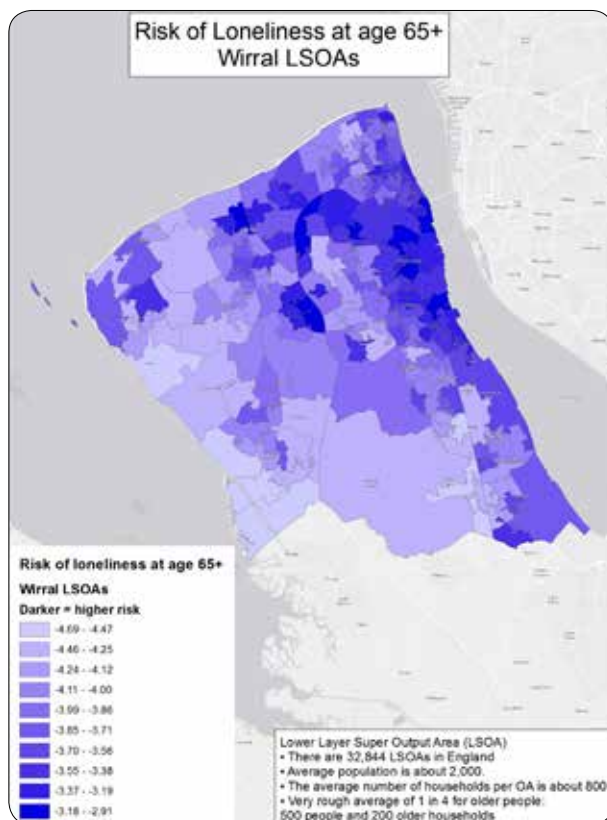 Risk of Loneliness at age 65+
Wirral LSOAs
Risk of loneliness at age 65+
Wirral LSOAs
Darker = higher risk
-4.69 - -4.47
-4.46 - -4.25
-4.24 - -4.12
-4.11 - -4.00
-3.99 - -3.86
-3.85 - -3.71
-3.70 - -3.56
-3.55 - -3.38
-3.37 - -3.19
-3.18 - -2.91
Lower Layer Super Output Area (LSOA)
• There are 32,844 LSOAs in England
• Average population is about 2,000.
• The average number of households per OA is about 800
• Very rough average of 1 in 4 for older people:
500 people and 200 older households